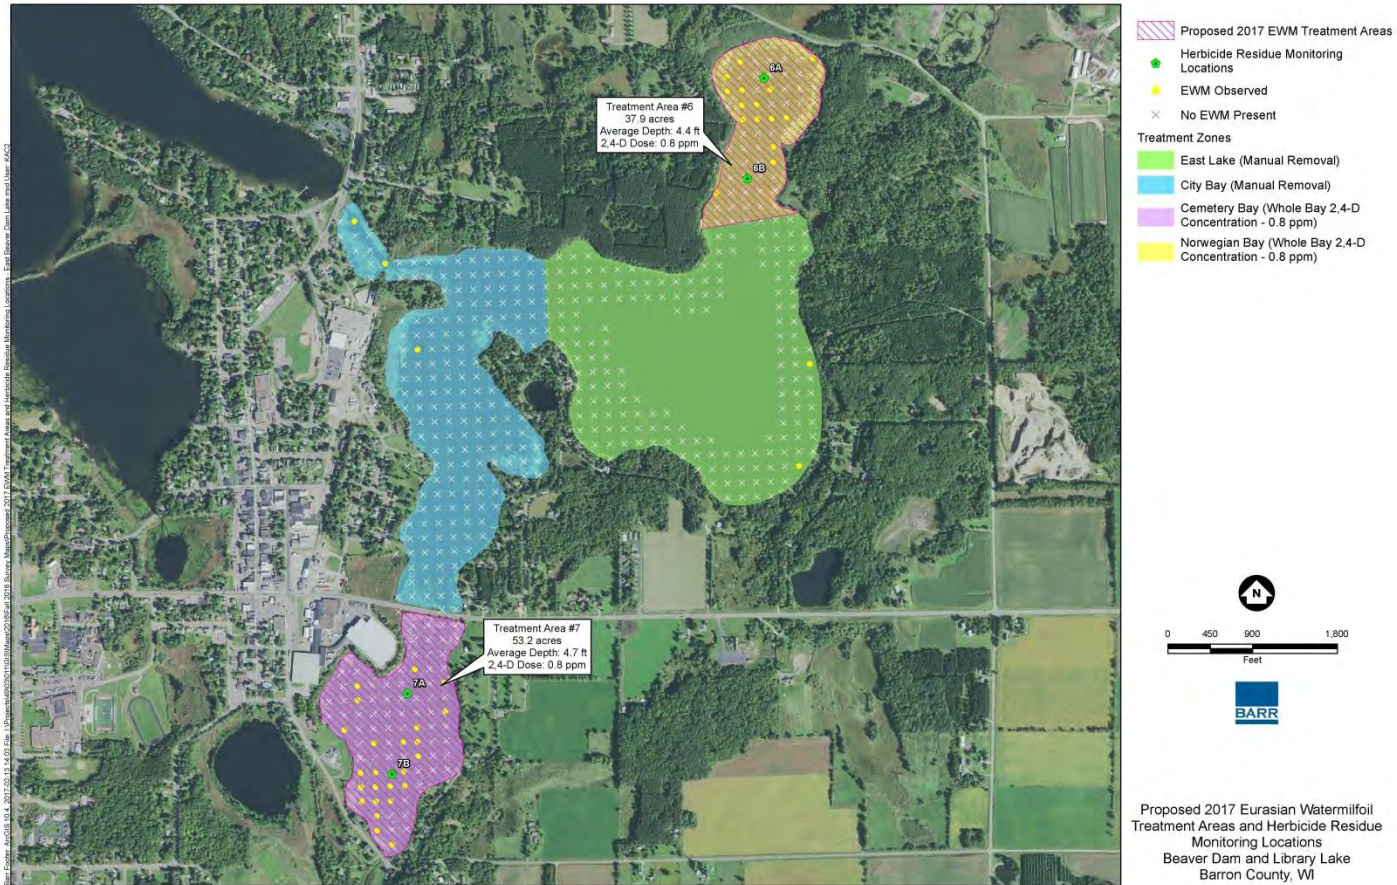 Proposed 2017 EWM Treatment Areas
Herbicide Residue Monitoring
Locations
EWM Observed
No EWM Present
Treatment Zones
East Lake (Manual Removal)
City Bay (Manual Removal)
Cemetery Bay (Whole Bay 2,4-D
Concentration - 0.8 ppm)
Norwegian Bay (Whole Bay 2,4-D
Concentration - 0.8 ppm)
6A
Treatment Area #6
37.9 acres
Average Depth: 4.4 ft
2,4-D Dose: 0.8 ppm
6B
Treatment Area #7
53.2 acres
Average Depth: 4.7 ft
2,4-D Dose: 0.8 ppm
7A
7B
N
0 450 900 1,800
Feet
BARR
Proposed 2017 Eurasian Watermilfoil
Treatment Areas and Herbicide Residue
Monitoring Locations
Beaver Dam and Library Lake
Barron County, WI